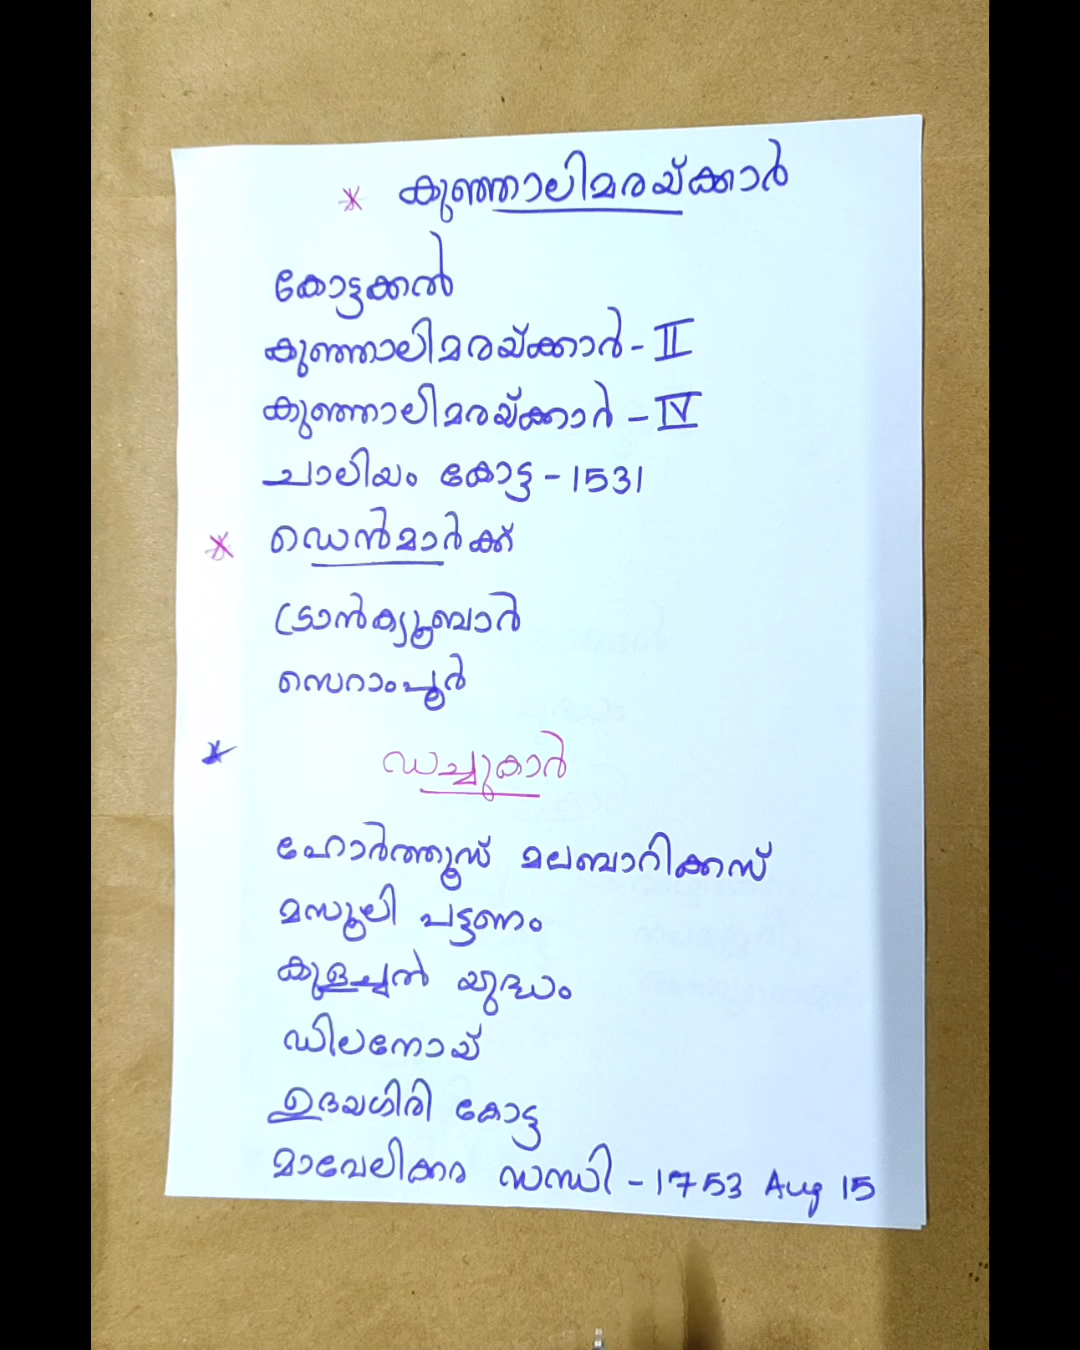 * കുഞ്ഞാലിമരയ്ക്കാർ
കോട്ടക്കൽ
കുഞ്ഞാലിമരയ്ക്കാർ - II
കുഞ്ഞാലിമരയ്ക്കാർ - IV
ചാലിയം കോട്ട - 1531
* ഡെൻമാർക്ക്
ട്രാൻക്യൂബാർ
സെറാംപൂർ
* ഡച്ചുകാർ
ഹോർത്തൂസ് മലബാറിക്കസ്
മസൂലി പട്ടണം
കുളച്ചൽ യുദ്ധം
ഡിലനോയ്
ഉദയഗിരി കോട്ട
മാവേലിക്കര സന്ധി - 1753 Aug 15